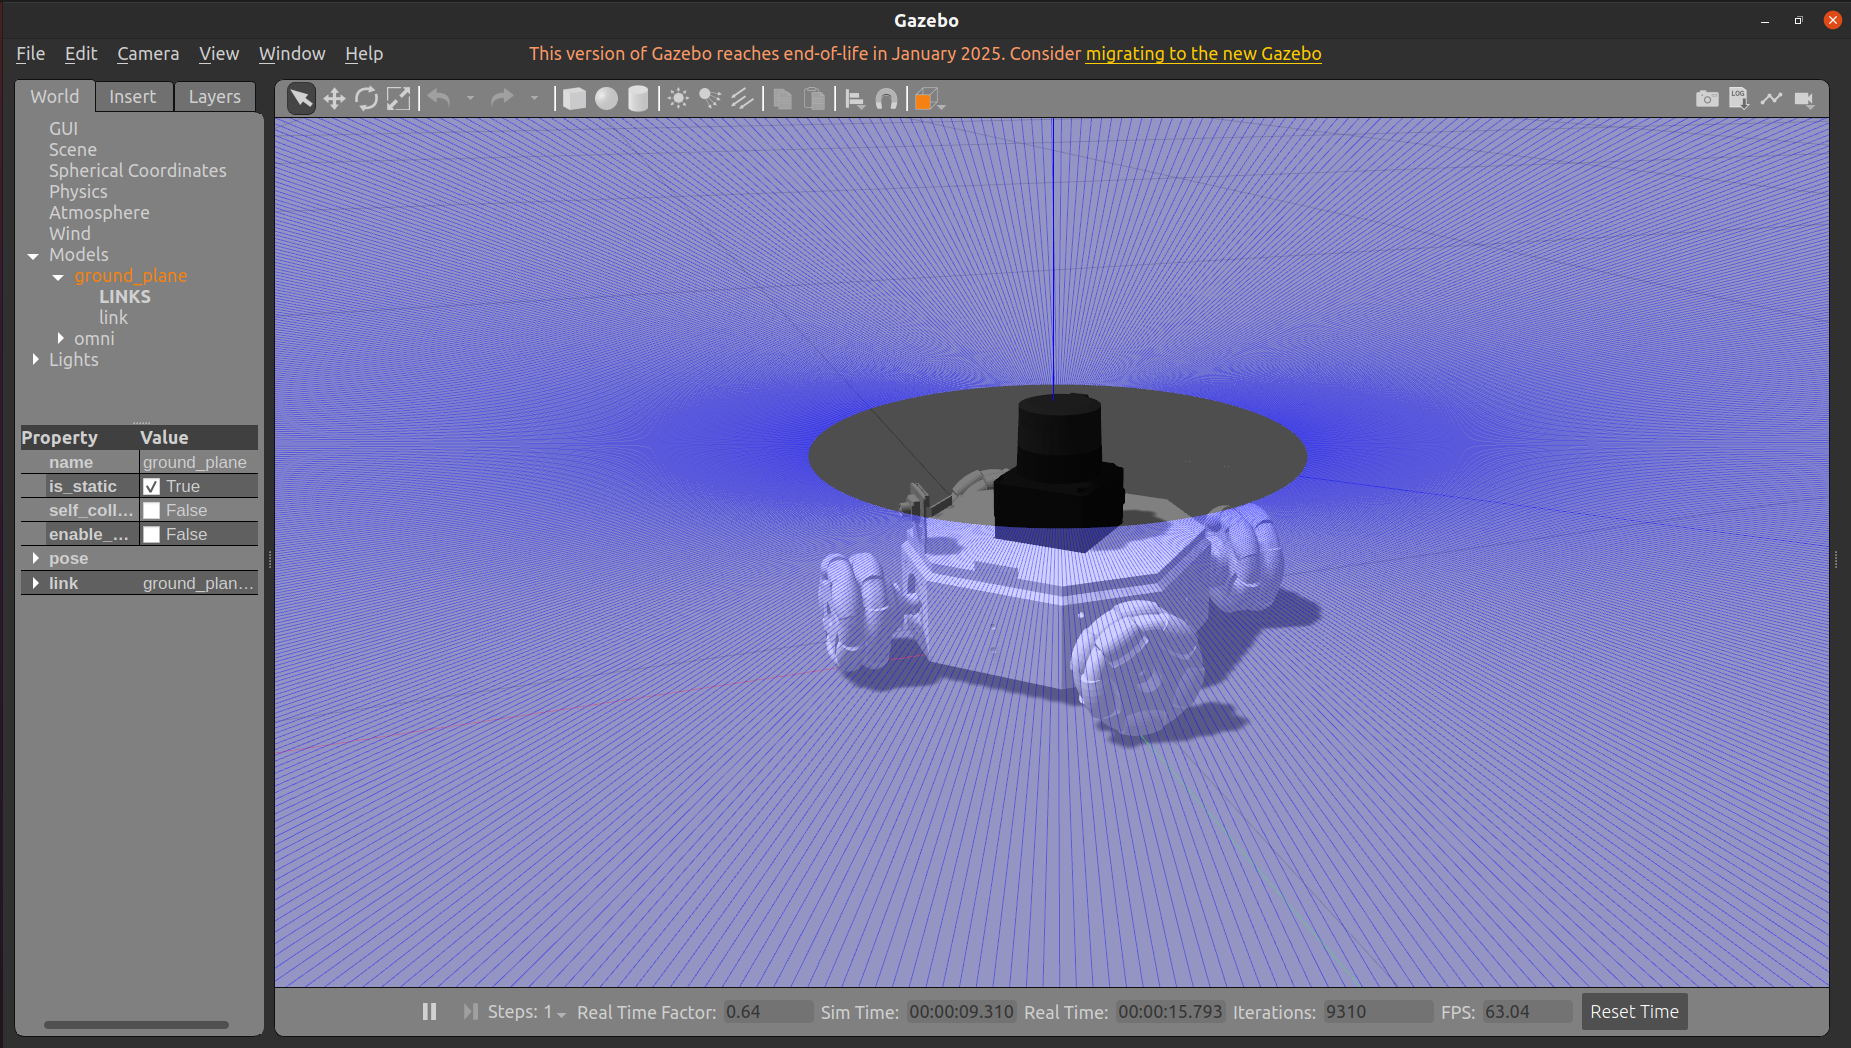 Gazebo
File Edit Camera View Window Help
This version of Gazebo reaches end-of-life in January 2025. Consider migrating to the new Gazebo
World Insert Layers
LOG
GUI
Scene
Spherical Coordinates
Physics
Atmosphere
Wind
Models
ground_plane
LINKS
link
omni
Lights
Property Value
name ground_plane
is_static True
self_coll... False
enable_... False
pose
link ground_plan...
Steps: 1 Real Time Factor: 0.64 Sim Time: 00:00:09.310 Real Time: 00:00:15.793 Iterations: 9310 FPS: 63.04 Reset Time